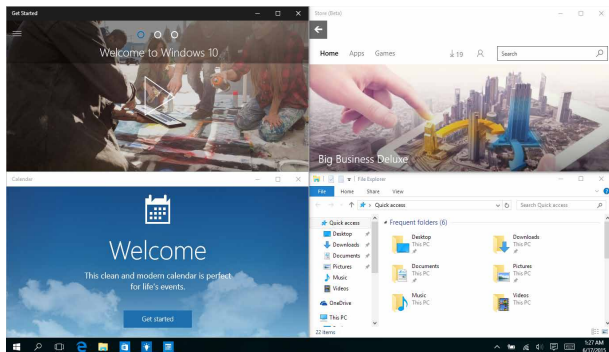 Get Started
Welcome to Windows 10
Store (Beta)
Home Apps Games 19 Search
Big Business Deluxe
Calendar
Welcome
This clean and modern calendar is perfect
for life's events.
Get started
File Explorer
File Home Share View
Quick access Search Quick access
Quick access
Desktop
Downloads
Documents
Pictures
Music
Videos
OneDrive
This PC
Frequent folders (6)
Desktop
This PC
Downloads
This PC
Documents
This PC
Pictures
This PC
Music
This PC
Videos
This PC
22 items
1:27 AM
6/17/2015